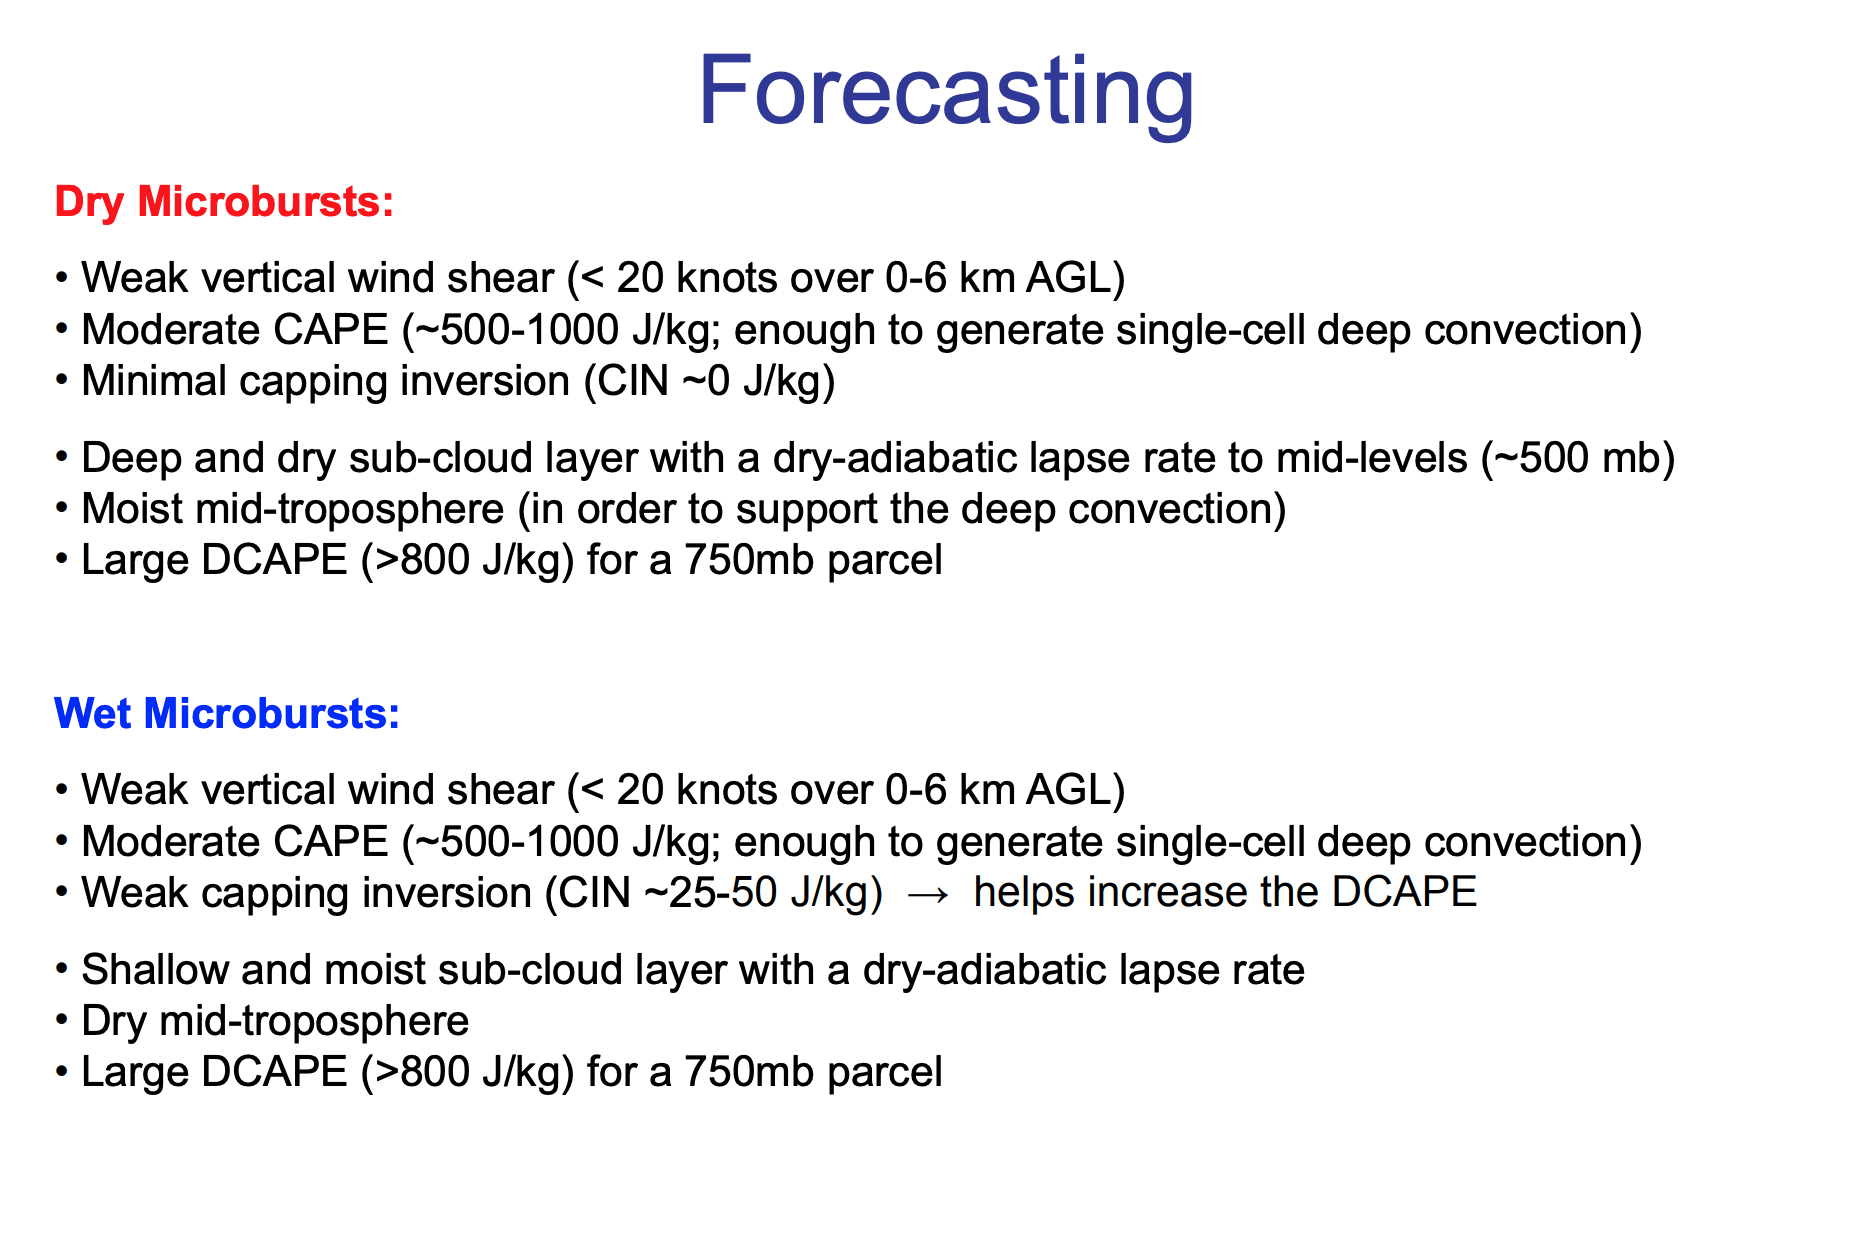 Forecasting
Dry Microbursts:
• Weak vertical wind shear (< 20 knots over 0-6 km AGL)
• Moderate CAPE (~500-1000 J/kg; enough to generate single-cell deep convection)
• Minimal capping inversion (CIN ~0 J/kg)
• Deep and dry sub-cloud layer with a dry-adiabatic lapse rate to mid-levels (~500 mb)
• Moist mid-troposphere (in order to support the deep convection)
• Large DCAPE (>800 J/kg) for a 750mb parcel
Wet Microbursts:
• Weak vertical wind shear (< 20 knots over 0-6 km AGL)
• Moderate CAPE (~500-1000 J/kg; enough to generate single-cell deep convection)
• Weak capping inversion (CIN ~25-50 J/kg) → helps increase the DCAPE
• Shallow and moist sub-cloud layer with a dry-adiabatic lapse rate
• Dry mid-troposphere
• Large DCAPE (>800 J/kg) for a 750mb parcel